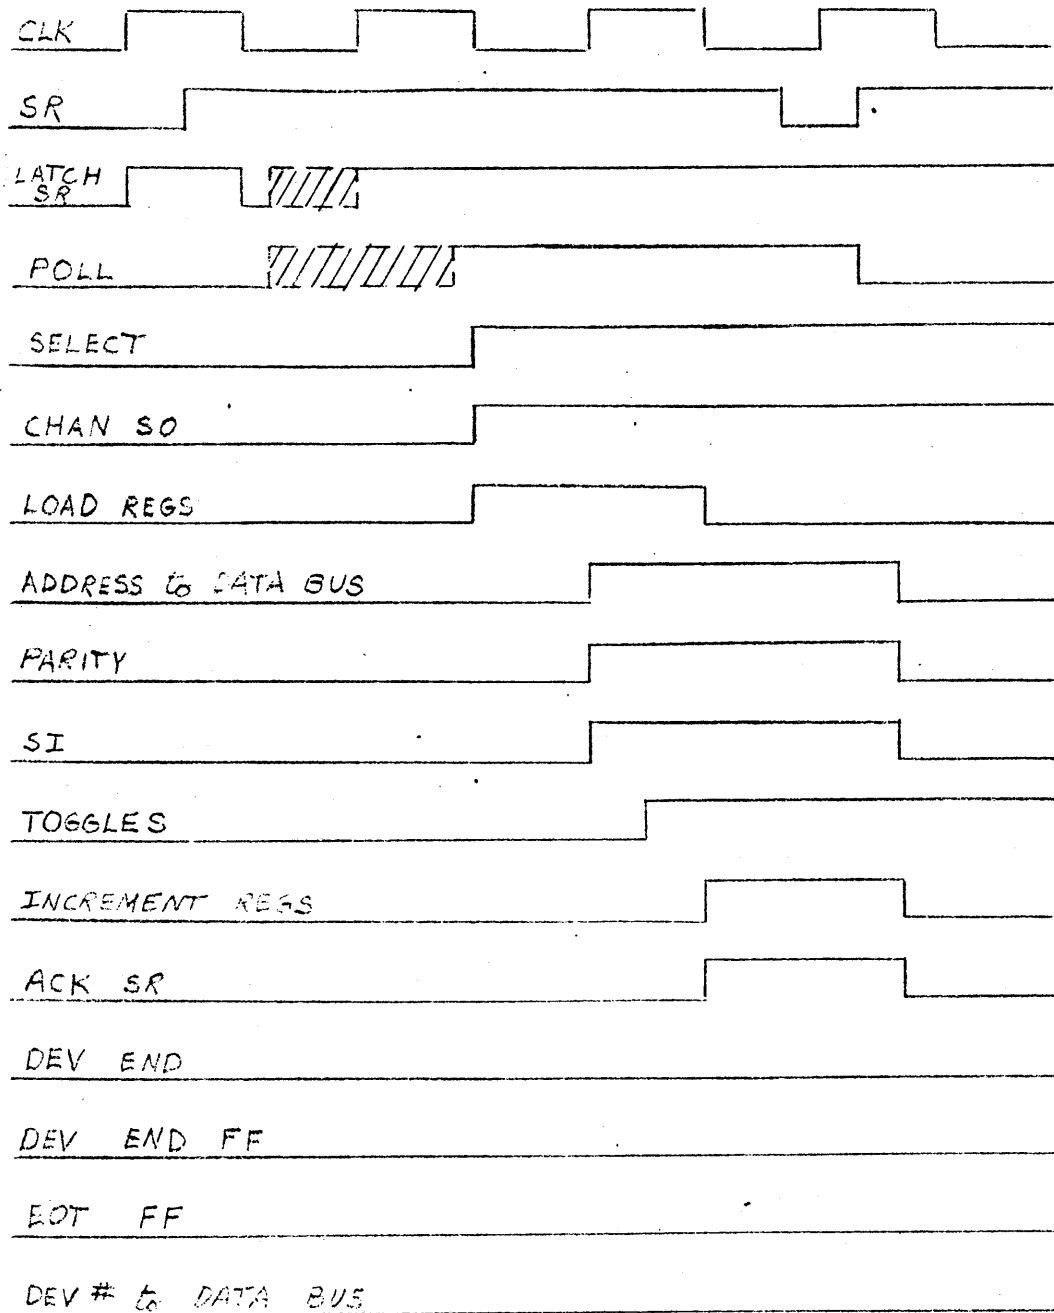 CLK
SR
LATCH
SR
POLL
SELECT
CHAN SO
LOAD REGS
ADDRESS to DATA BUS
PARITY
SI
TOGGLES
INCREMENT REGS
ACK SR
DEV END
DEV END FF
EOT FF
DEV # to DATA BUS